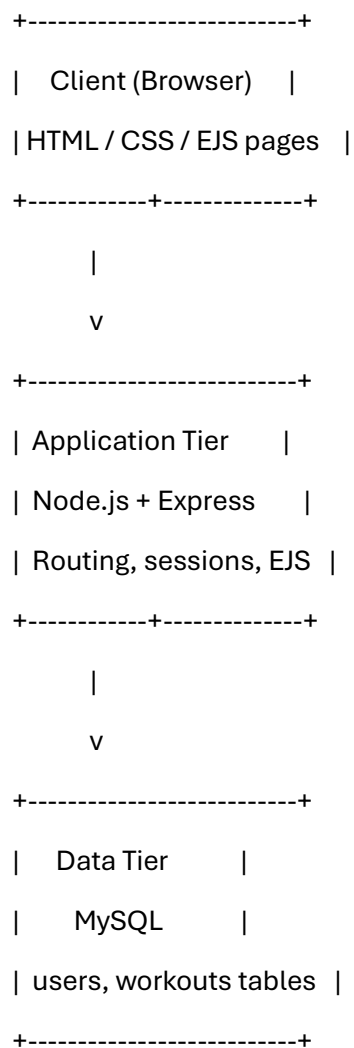 +---------------------------+
|    Client (Browser)    |
| HTML / CSS / EJS pages   |
+------------+--------------+
|
v
+---------------------------+
|  Application Tier       |
|  Node.js + Express      |
|  Routing, sessions, EJS  |
+------------+--------------+
|
v
+---------------------------+
|     Data Tier         |
|       MySQL         |
|  users, workouts tables  |
+---------------------------+